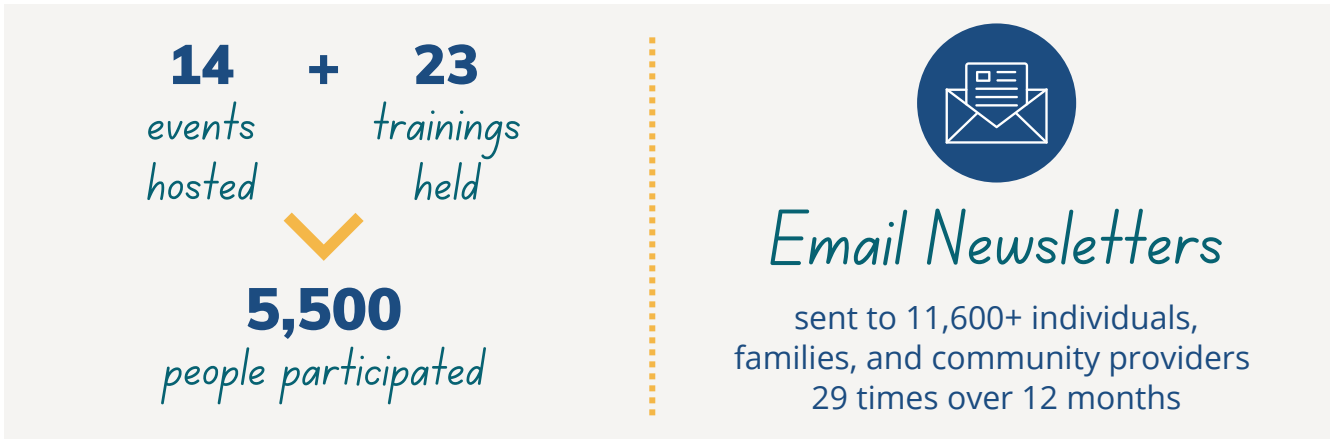 14 + 23
events trainings
hosted held
5,500
people participated
Email Newsletters
sent to 11,600+ individuals,
families, and community providers
29 times over 12 months